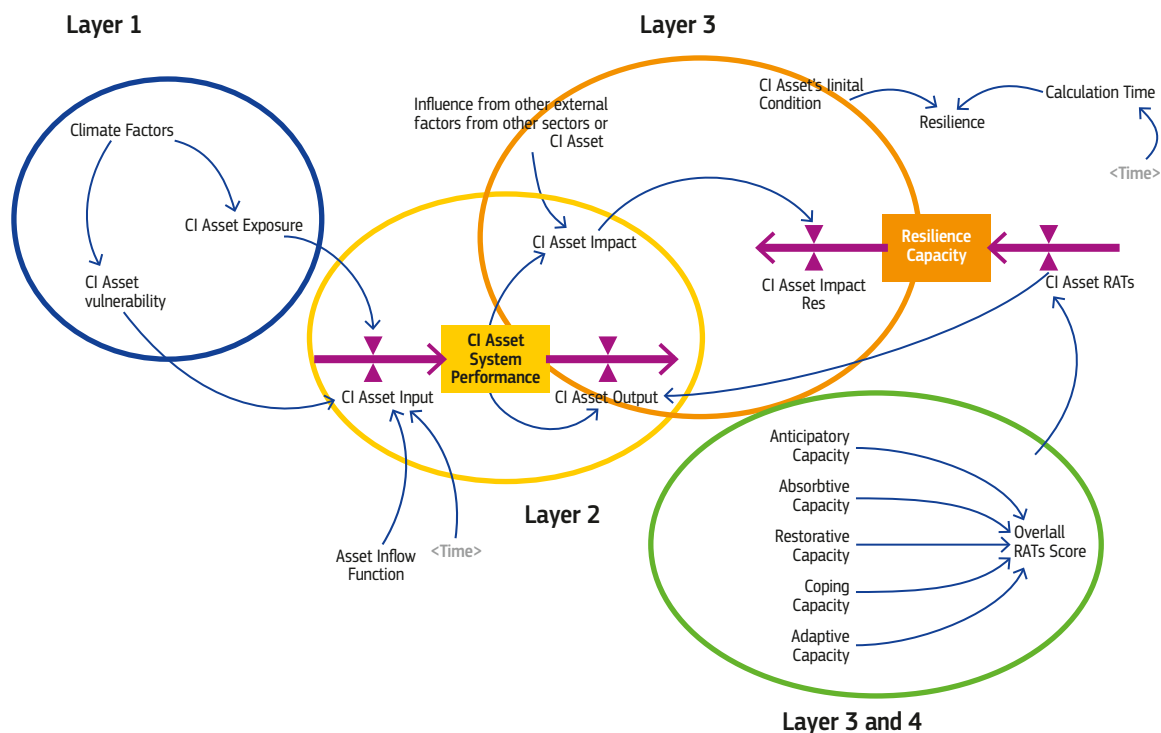 Layer 1
Layer 3
Climate Factors
CI Asset Exposure
CI Asset
vulnerability
Influence from other external
factors from other sectors or
CI Asset
CI Asset's Iinital
Condition
Resilience
Calculation Time
<Time>
CI Asset Impact
CI Asset Impact
Res
Resilience
Capacity
CI Asset RATs
CI Asset
System
Performance
CI Asset Input
CI Asset Output
Layer 2
Asset Inflow
Function
<Time>
Anticipatory
Capacity
Absorbtive
Capacity
Restorative
Capacity
Coping
Capacity
Adaptive
Capacity
Overlall
RATs Score
Layer 3 and 4